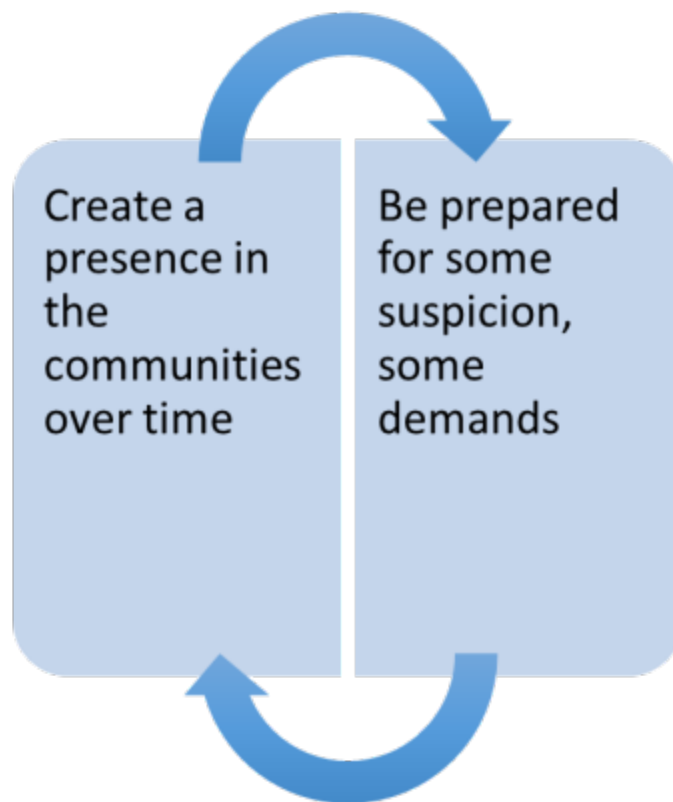 Create a
presence in
the
communities
over time
Be prepared
for some
suspicion,
some
demands